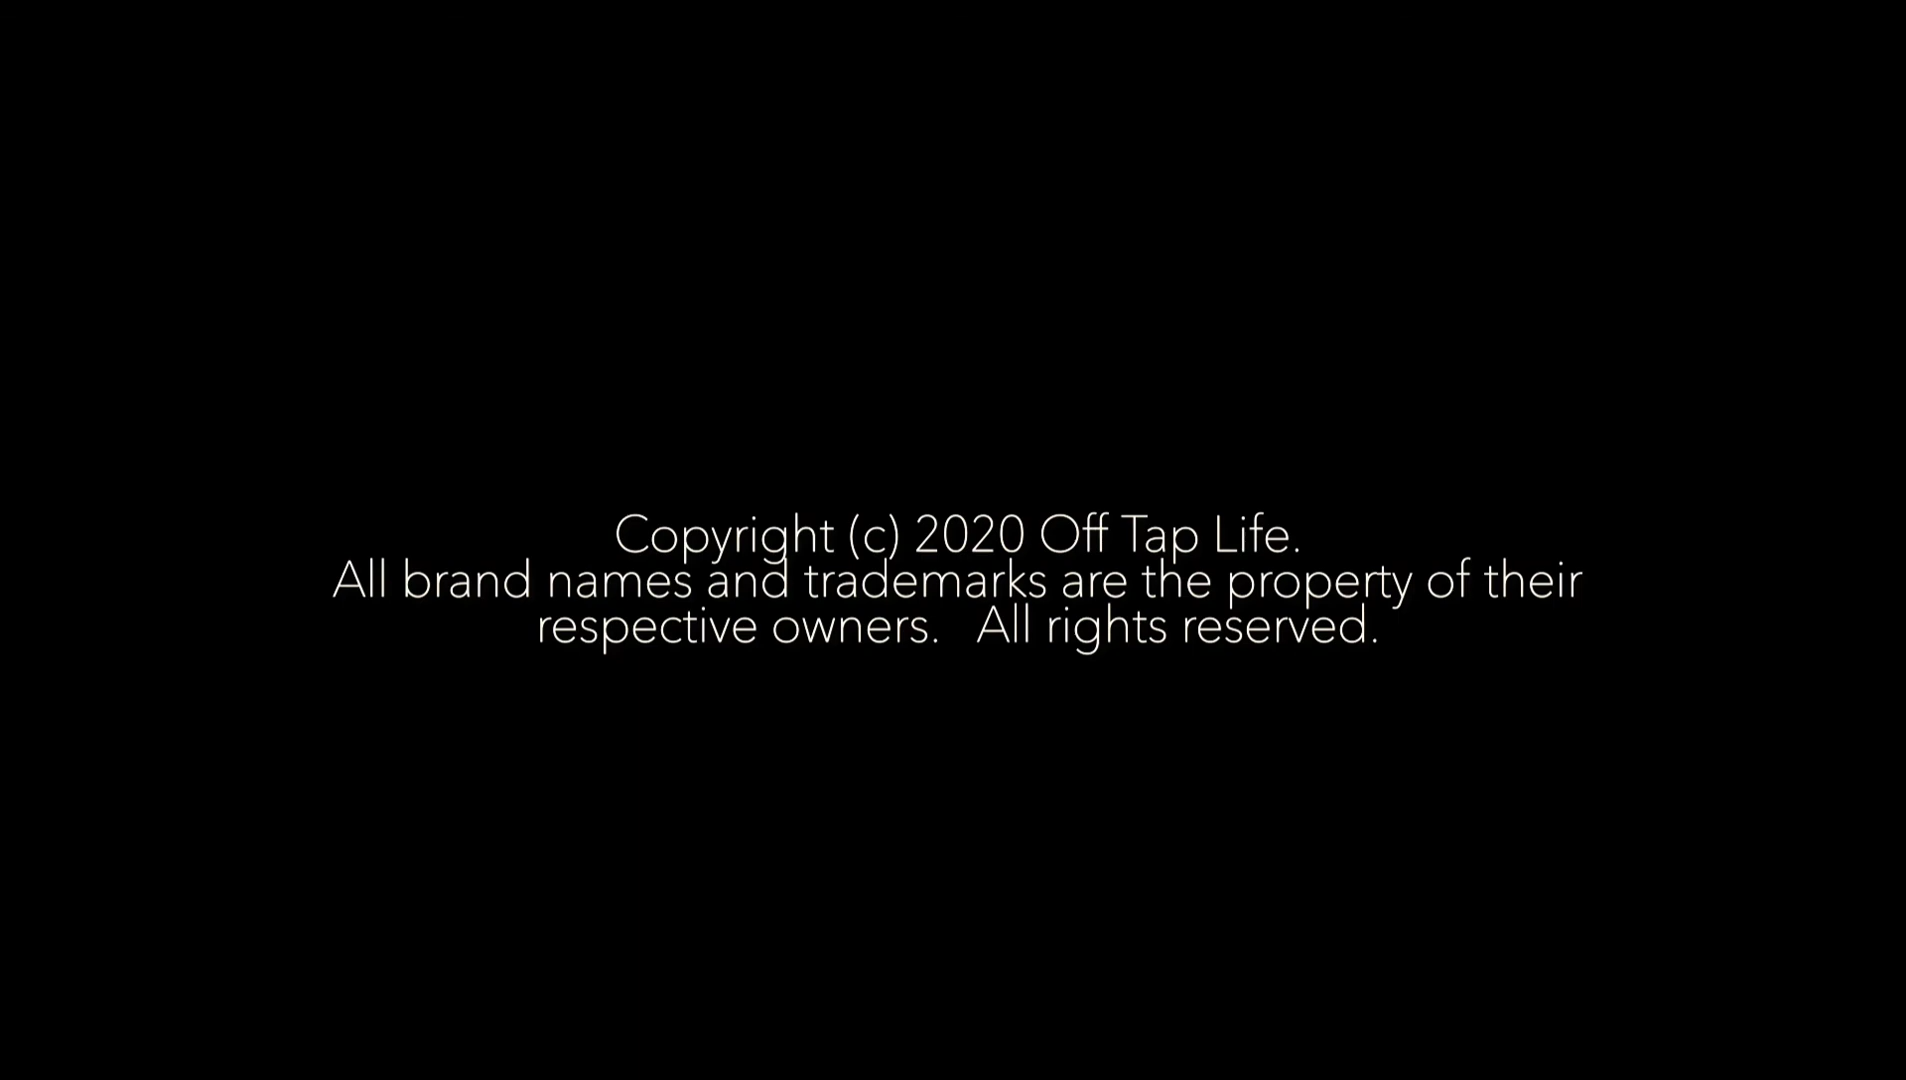 Copyright (c) 2020 Off Tap Life.
All brand names and trademarks are the property of their
respective owners.   All rights reserved.